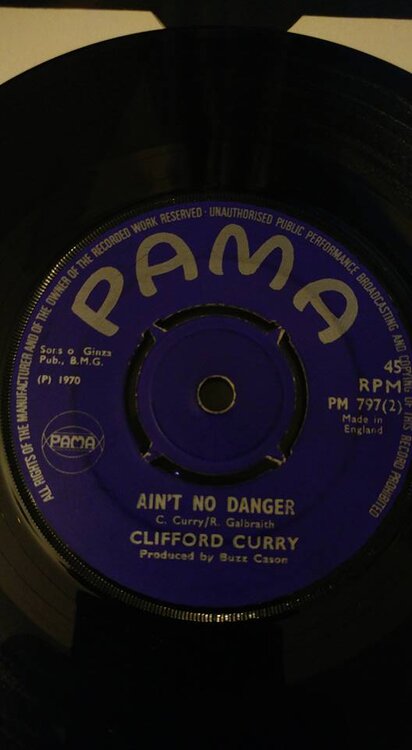 ALL RIGHTS OF THE MANUFACTURER AND OF THE OWNER OF THE RECORDED WORK RESERVED · UNAUTHORISED PUBLIC PERFORMANCE BROADCASTING AND COPYING OF THIS RECORD PROHIBITED
PAMA
Sons o Ginza
Pub., B.M.G.
(P) 1970
45
RPM
PM 797(2)
Made in
England
PAMA
AIN'T NO DANGER
C. Curry/R. Galbraith
CLIFFORD CURRY
Produced by Buzz Cason